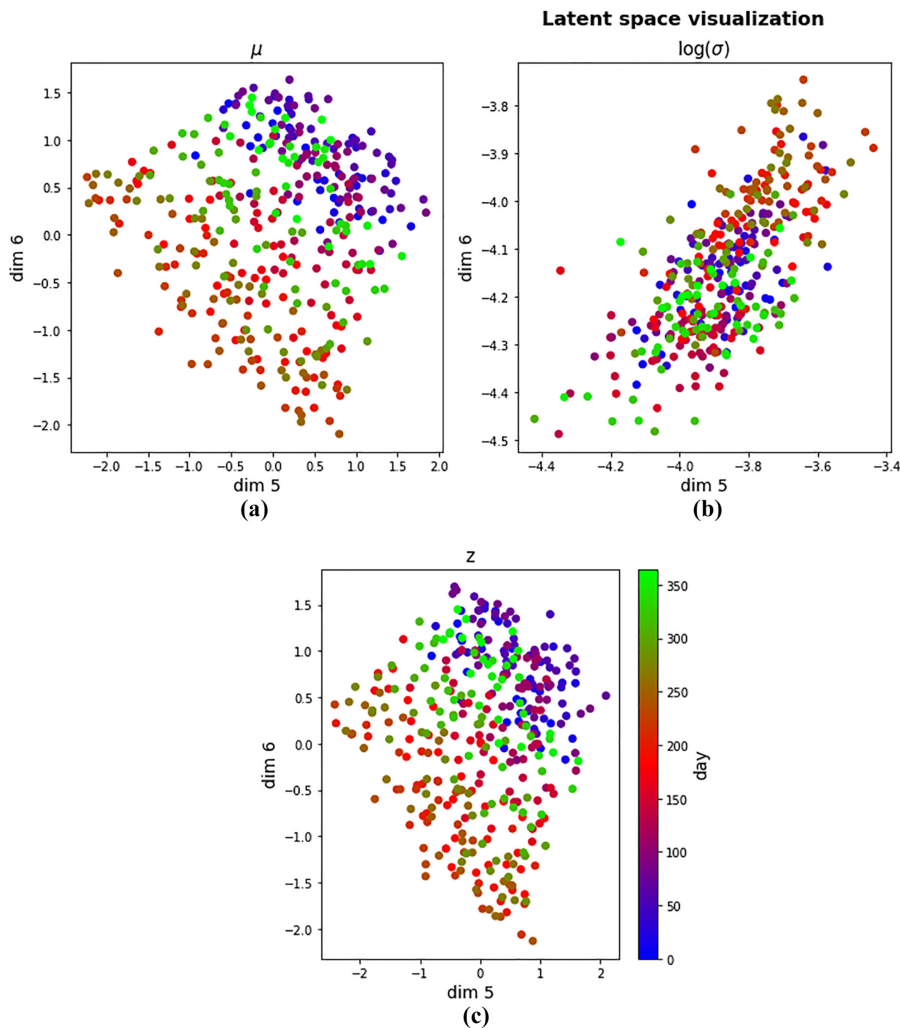 Latent space visualization
μ
1.5
1.0
0.5
0.0
−0.5
−1.0
−1.5
−2.0
dim 6
−2.0 −1.5 −1.0 −0.5 0.0 0.5 1.0 1.5 2.0
dim 5
(a)
log(σ)
−3.8
−3.9
−4.0
−4.1
−4.2
−4.3
−4.4
−4.5
dim 6
−4.4 −4.2 −4.0 −3.8 −3.6 −3.4
dim 5
(b)
z
1.5
1.0
0.5
0.0
−0.5
−1.0
−1.5
−2.0
dim 6
−2 −1 0 1 2
dim 5
350
300
250
200
150
100
50
0
day
(c)